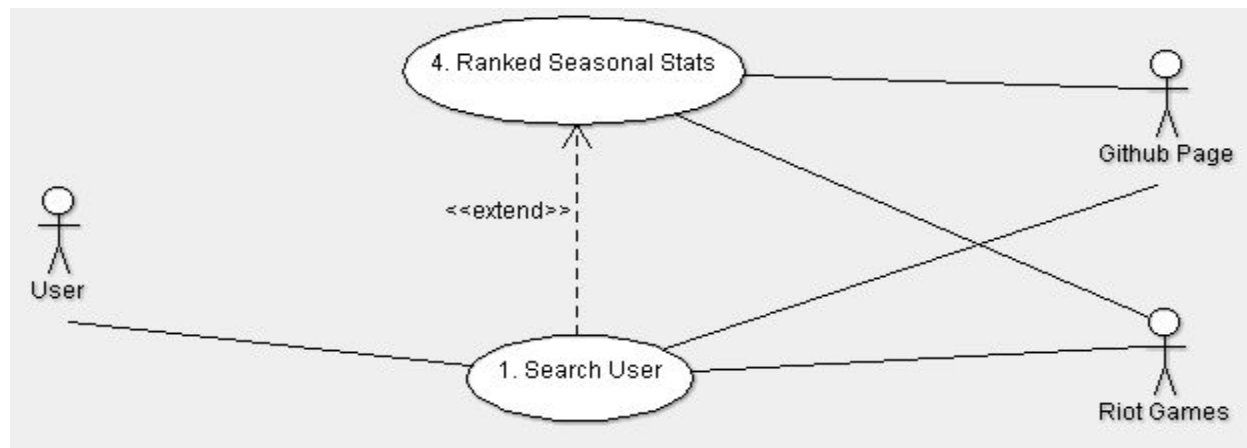 4. Ranked Seasonal Stats
Github Page
<<extend>>
User
1. Search User
Riot Games